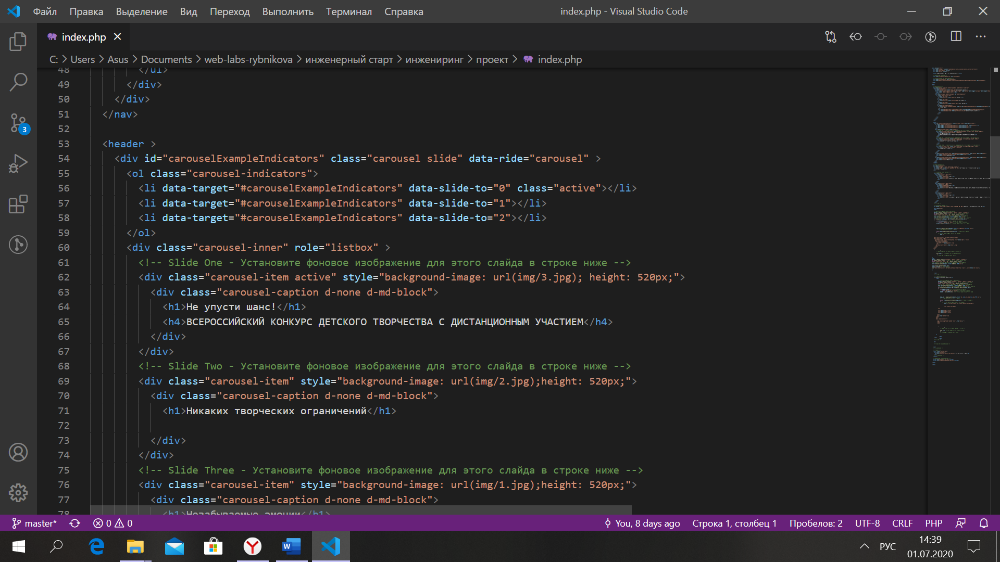 Файл Правка Выделение Вид Переход Выполнить Терминал Справка index.php - Visual Studio Code
index.php
C: > Users > Asus > Documents > web-labs-rybnikova > инженерный старт > инжениринг > проект > index.php
48 </ul>
49 </div>
50 </div>
51 </nav>
52
53 <header >
54 <div id="carouselExampleIndicators" class="carousel slide" data-ride="carousel" >
55 <ol class="carousel-indicators">
56 <li data-target="#carouselExampleIndicators" data-slide-to="0" class="active"></li>
57 <li data-target="#carouselExampleIndicators" data-slide-to="1"></li>
58 <li data-target="#carouselExampleIndicators" data-slide-to="2"></li>
59 </ol>
60 <div class="carousel-inner" role="listbox" >
61 <!-- Slide One - Установите фоновое изображение для этого слайда в строке ниже -->
62 <div class="carousel-item active" style="background-image: url(img/3.jpg); height: 520px;">
63 <div class="carousel-caption d-none d-md-block">
64 <h1>Не упусти шанс!</h1>
65 <h4>ВСЕРОССИЙСКИЙ КОНКУРС ДЕТСКОГО ТВОРЧЕСТВА С ДИСТАНЦИОННЫМ УЧАСТИЕМ</h4>
66 </div>
67 </div>
68 <!-- Slide Two - Установите фоновое изображение для этого слайда в строке ниже -->
69 <div class="carousel-item" style="background-image: url(img/2.jpg);height: 520px;">
70 <div class="carousel-caption d-none d-md-block">
71 <h1>Никаких творческих ограничений</h1>
72
73 </div>
74 </div>
75 <!-- Slide Three - Установите фоновое изображение для этого слайда в строке ниже -->
76 <div class="carousel-item" style="background-image: url(img/1.jpg);height: 520px;">
77 <div class="carousel-caption d-none d-md-block">
78 <h1>Незабываемые эмоции</h1>
3
master* 0 0 You, 8 days ago Строка 1, столбец 1 Пробелов: 2 UTF-8 CRLF PHP
РУС 14:39
01.07.2020